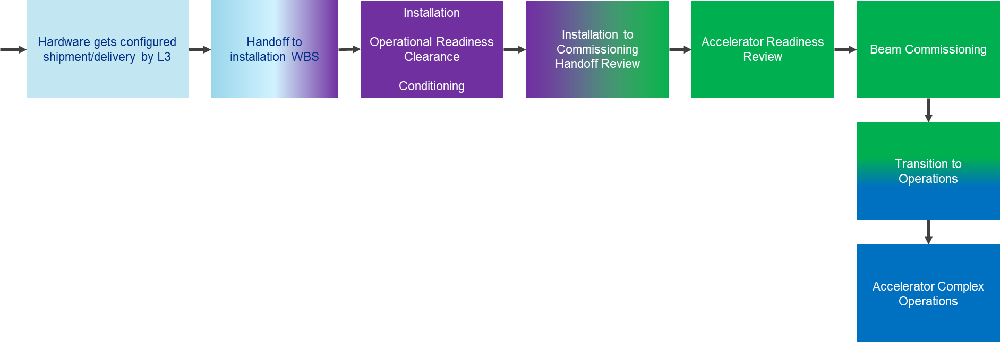 Hardware gets configured
shipment/delivery by L3
Handoff to
installation WBS
Installation
Operational Readiness
Clearance
Conditioning
Installation to
Commissioning
Handoff Review
Accelerator Readiness
Review
Beam Commissioning
Transition to
Operations
Accelerator Complex
Operations